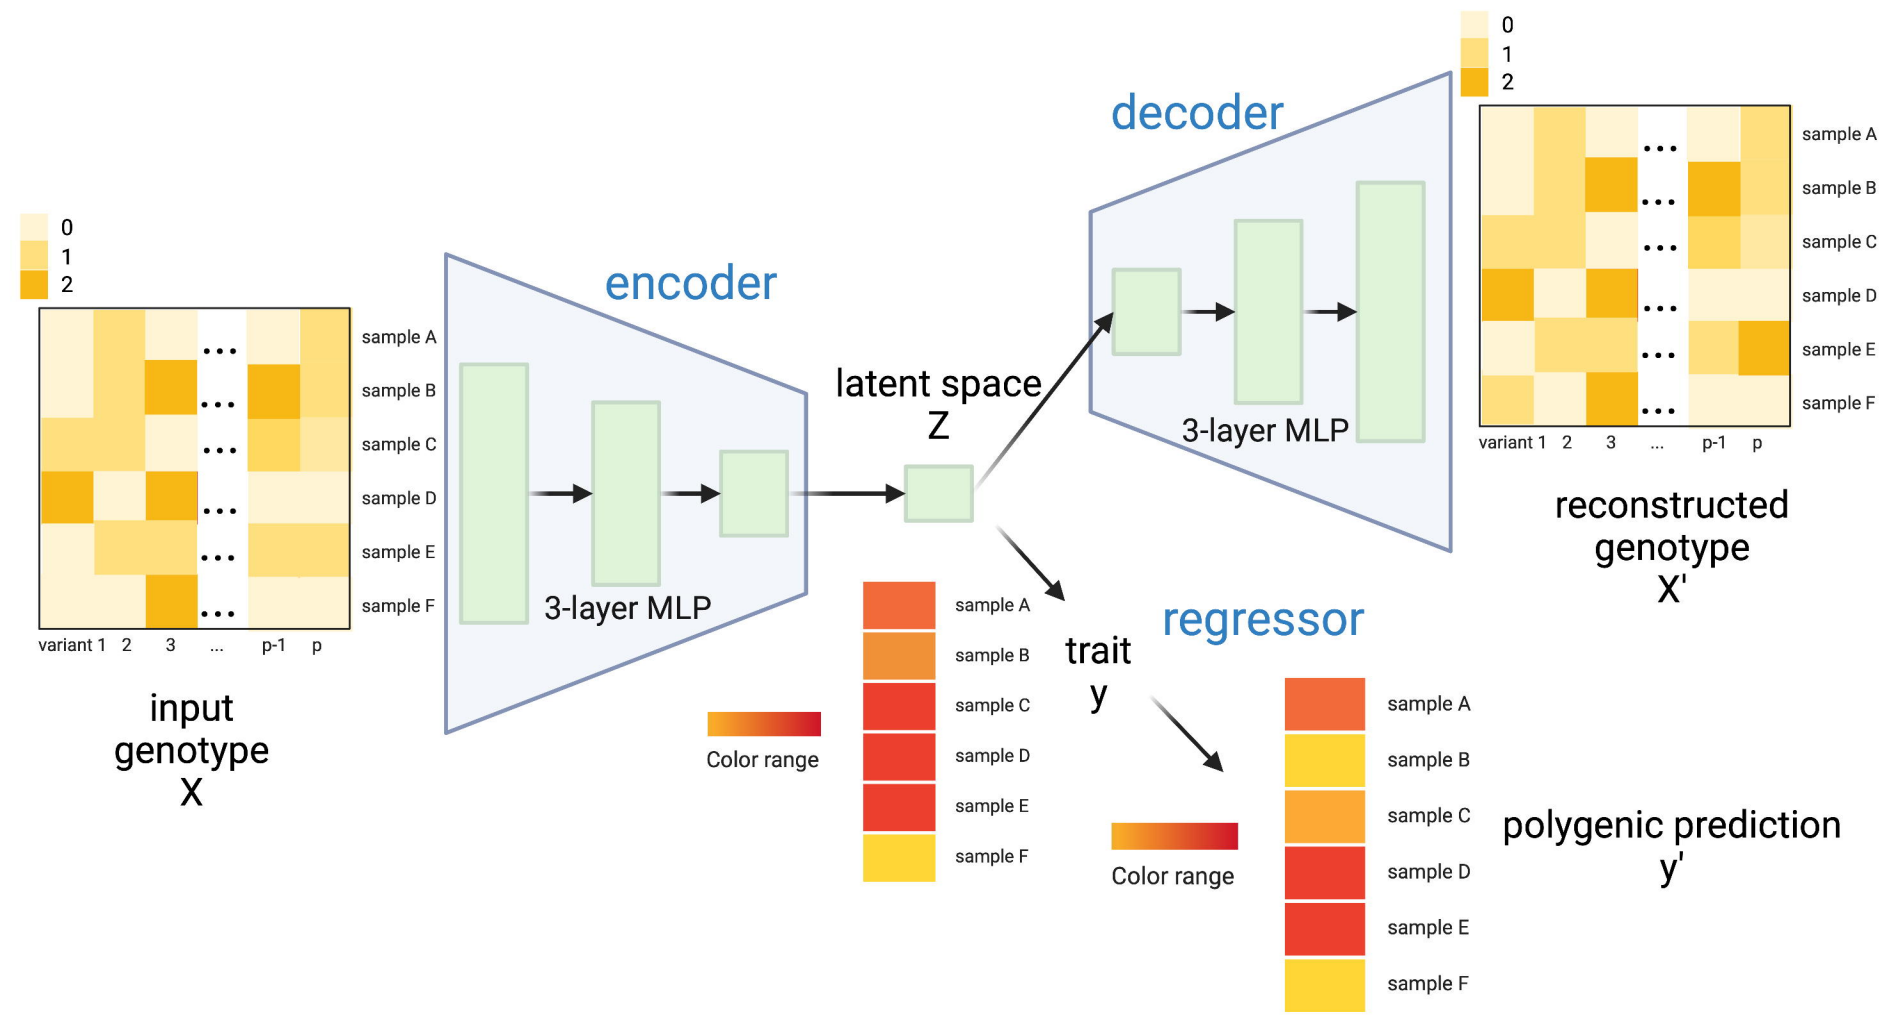 0
1
2
sample A
sample B
sample C
sample D
sample E
sample F
variant 1 2 3 ... p-1 p
input
genotype
X
encoder
3-layer MLP
latent space
Z
decoder
3-layer MLP
0
1
2
sample A
sample B
sample C
sample D
sample E
sample F
variant 1 2 3 ... p-1 p
reconstructed
genotype
X'
Color range
sample A
sample B
sample C
sample D
sample E
sample F
trait
y
regressor
Color range
sample A
sample B
sample C
sample D
sample E
sample F
polygenic prediction
y'